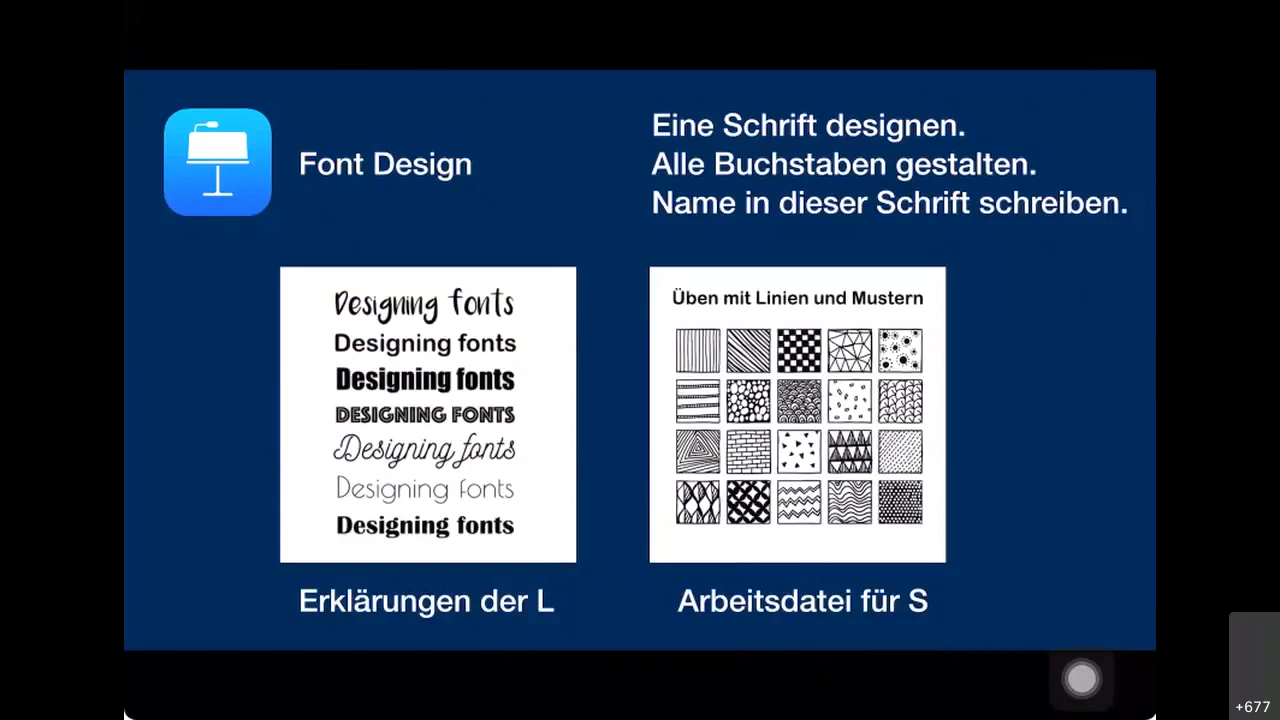 Font Design
Eine Schrift designen.
Alle Buchstaben gestalten.
Name in dieser Schrift schreiben.
Designing fonts
Designing fonts
Designing fonts
DESIGNING FONTS
Designing fonts
Designing fonts
Designing fonts
Erklärungen der L
Üben mit Linien und Mustern
Arbeitsdatei für S
+677